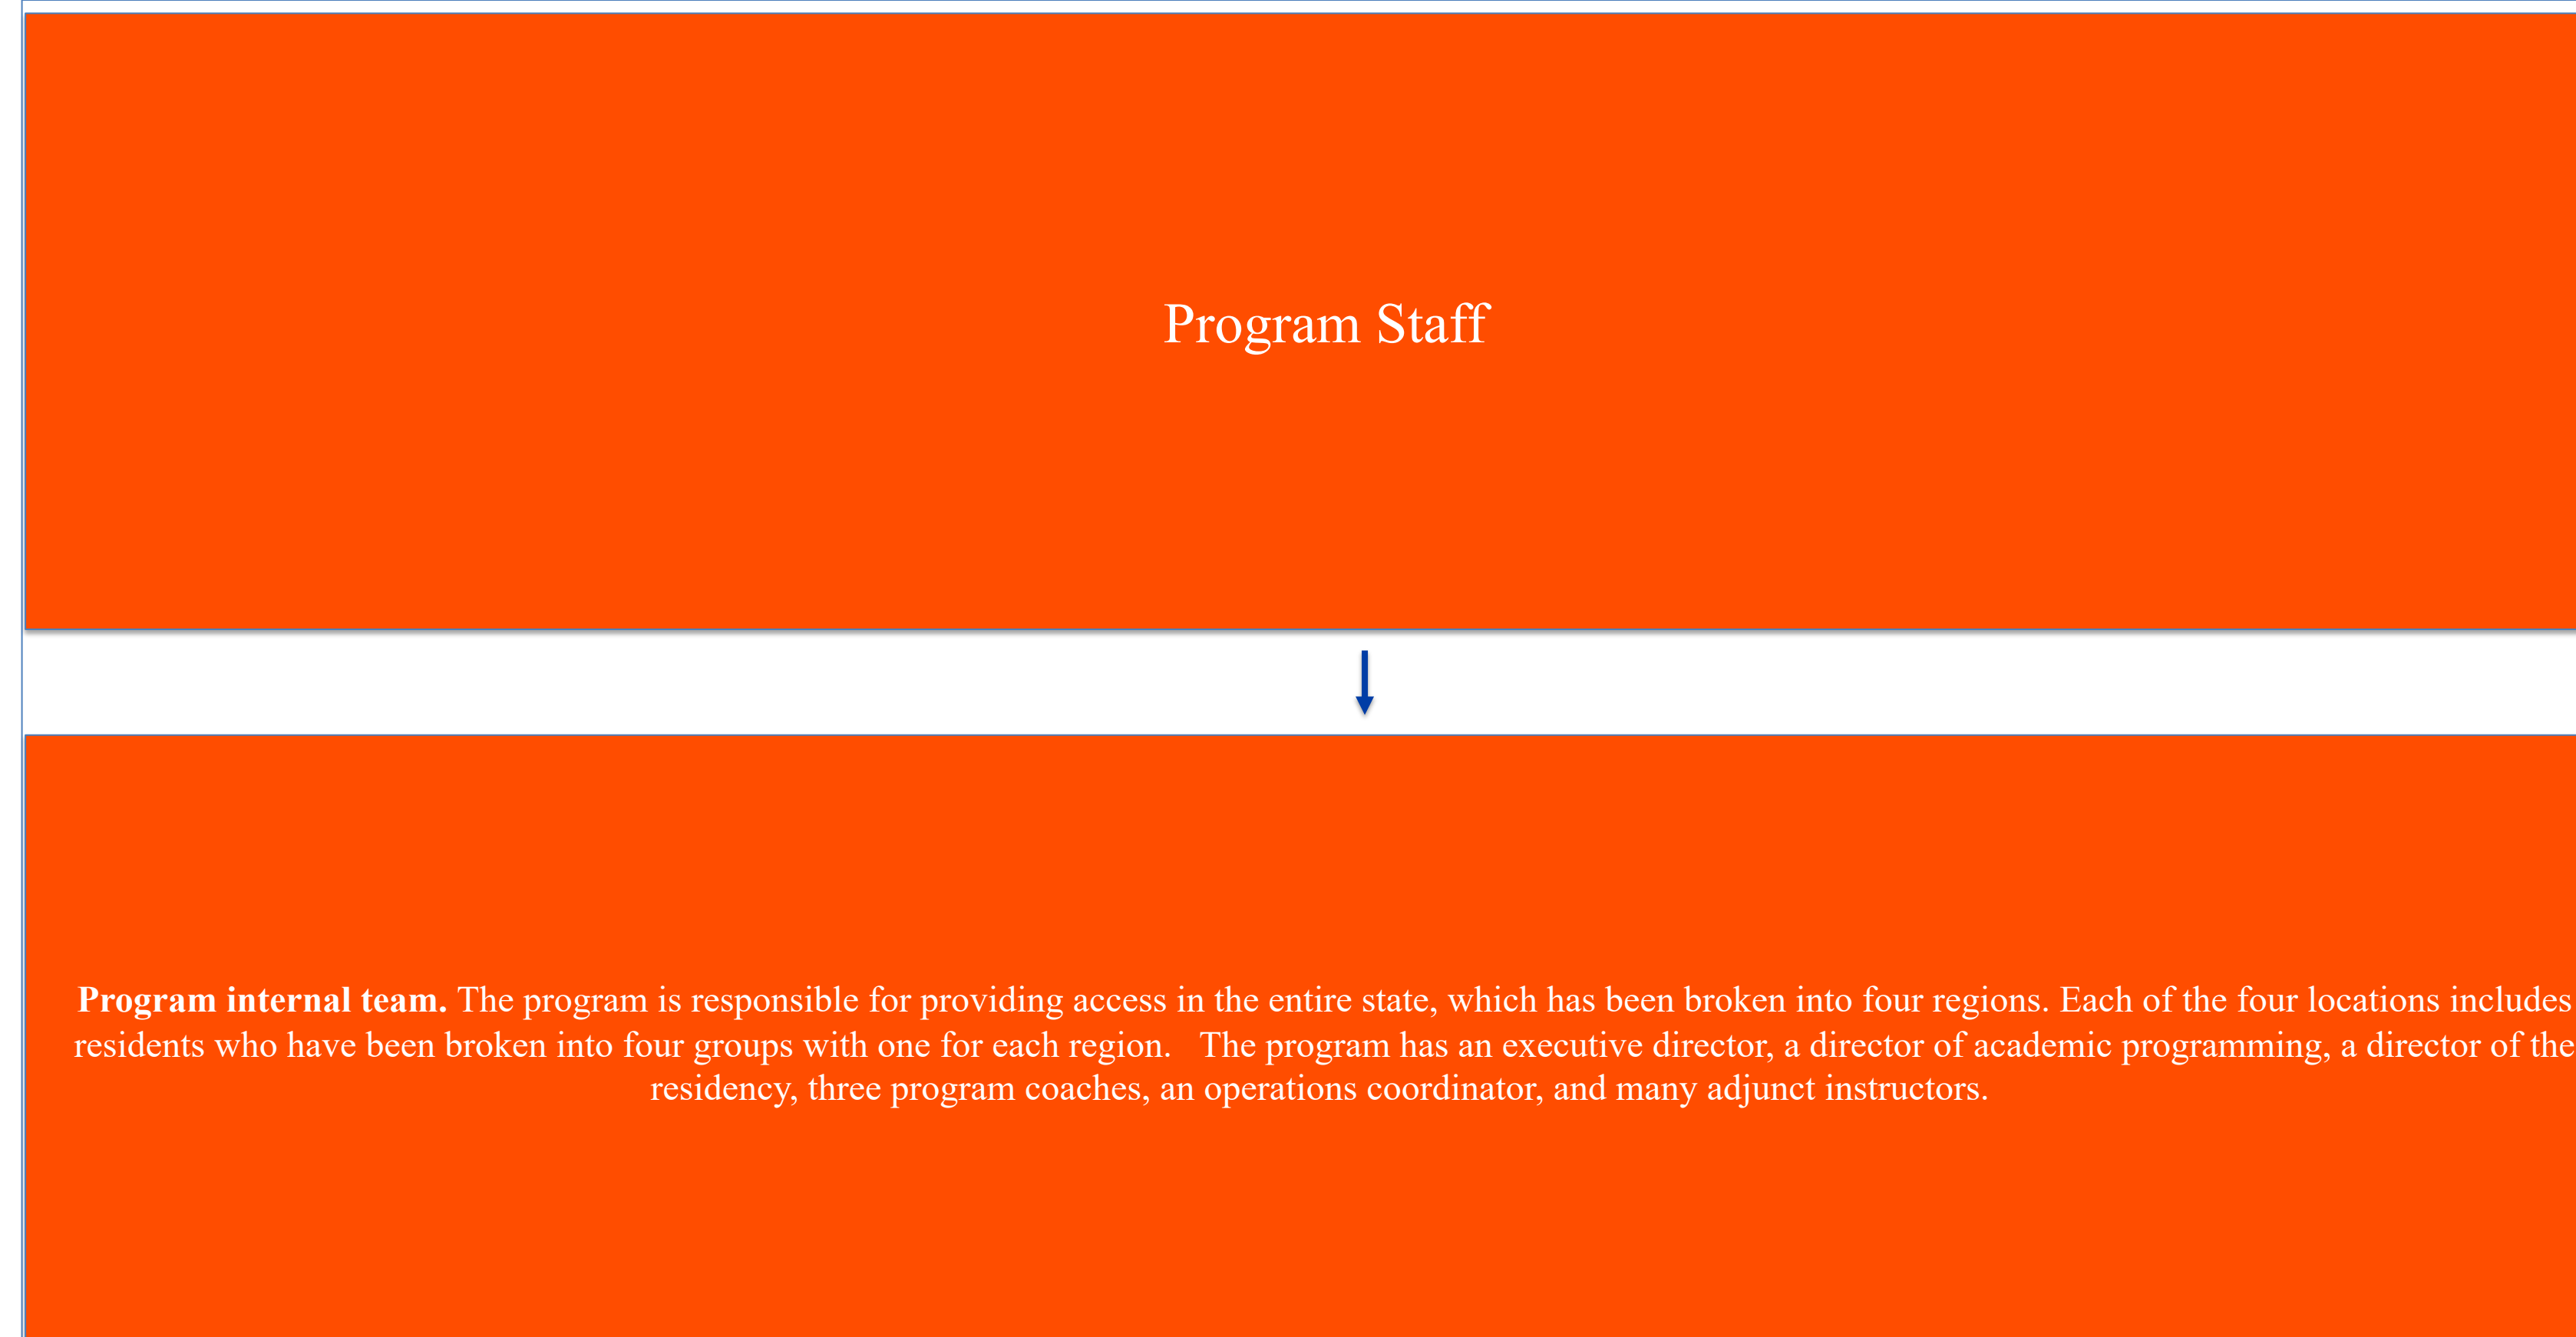 Program Staff
Program internal team. The program is responsible for providing access in the entire state, which has been broken into four regions. Each of the four locations includes
residents who have been broken into four groups with one for each region.   The program has an executive director, a director of academic programming, a director of the
residency, three program coaches, an operations coordinator, and many adjunct instructors.